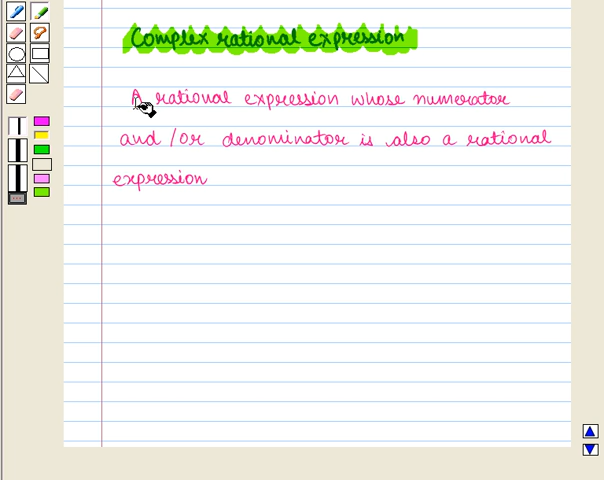 Complex rational expression
A rational expression whose numerator
and /or denominator is also a rational
expression